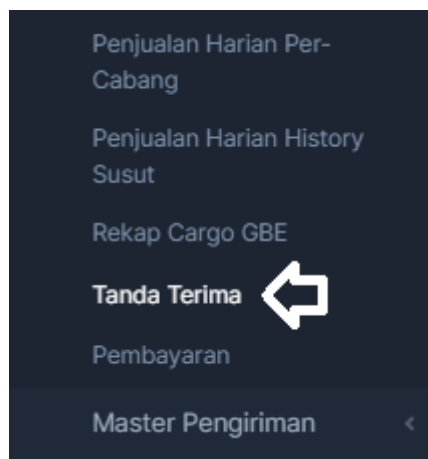 Penjualan Harian Per-
Cabang
Penjualan Harian History
Susut
Rekap Cargo GBE
Tanda Terima
Pembayaran
Master Pengiriman